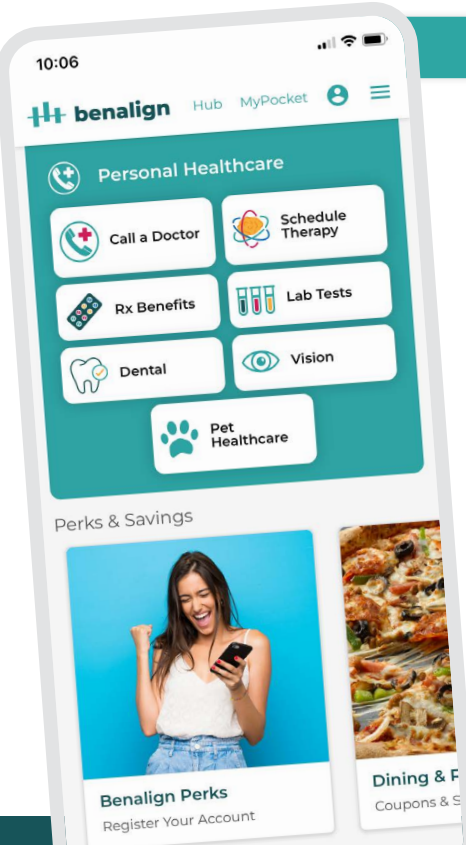 10:06
benalign Hub MyPocket
Personal Healthcare
Call a Doctor
Schedule
Therapy
Rx Benefits
Lab Tests
Dental
Vision
Pet
Healthcare
Perks & Savings
Benalign Perks
Register Your Account
Dining &
Coupons &